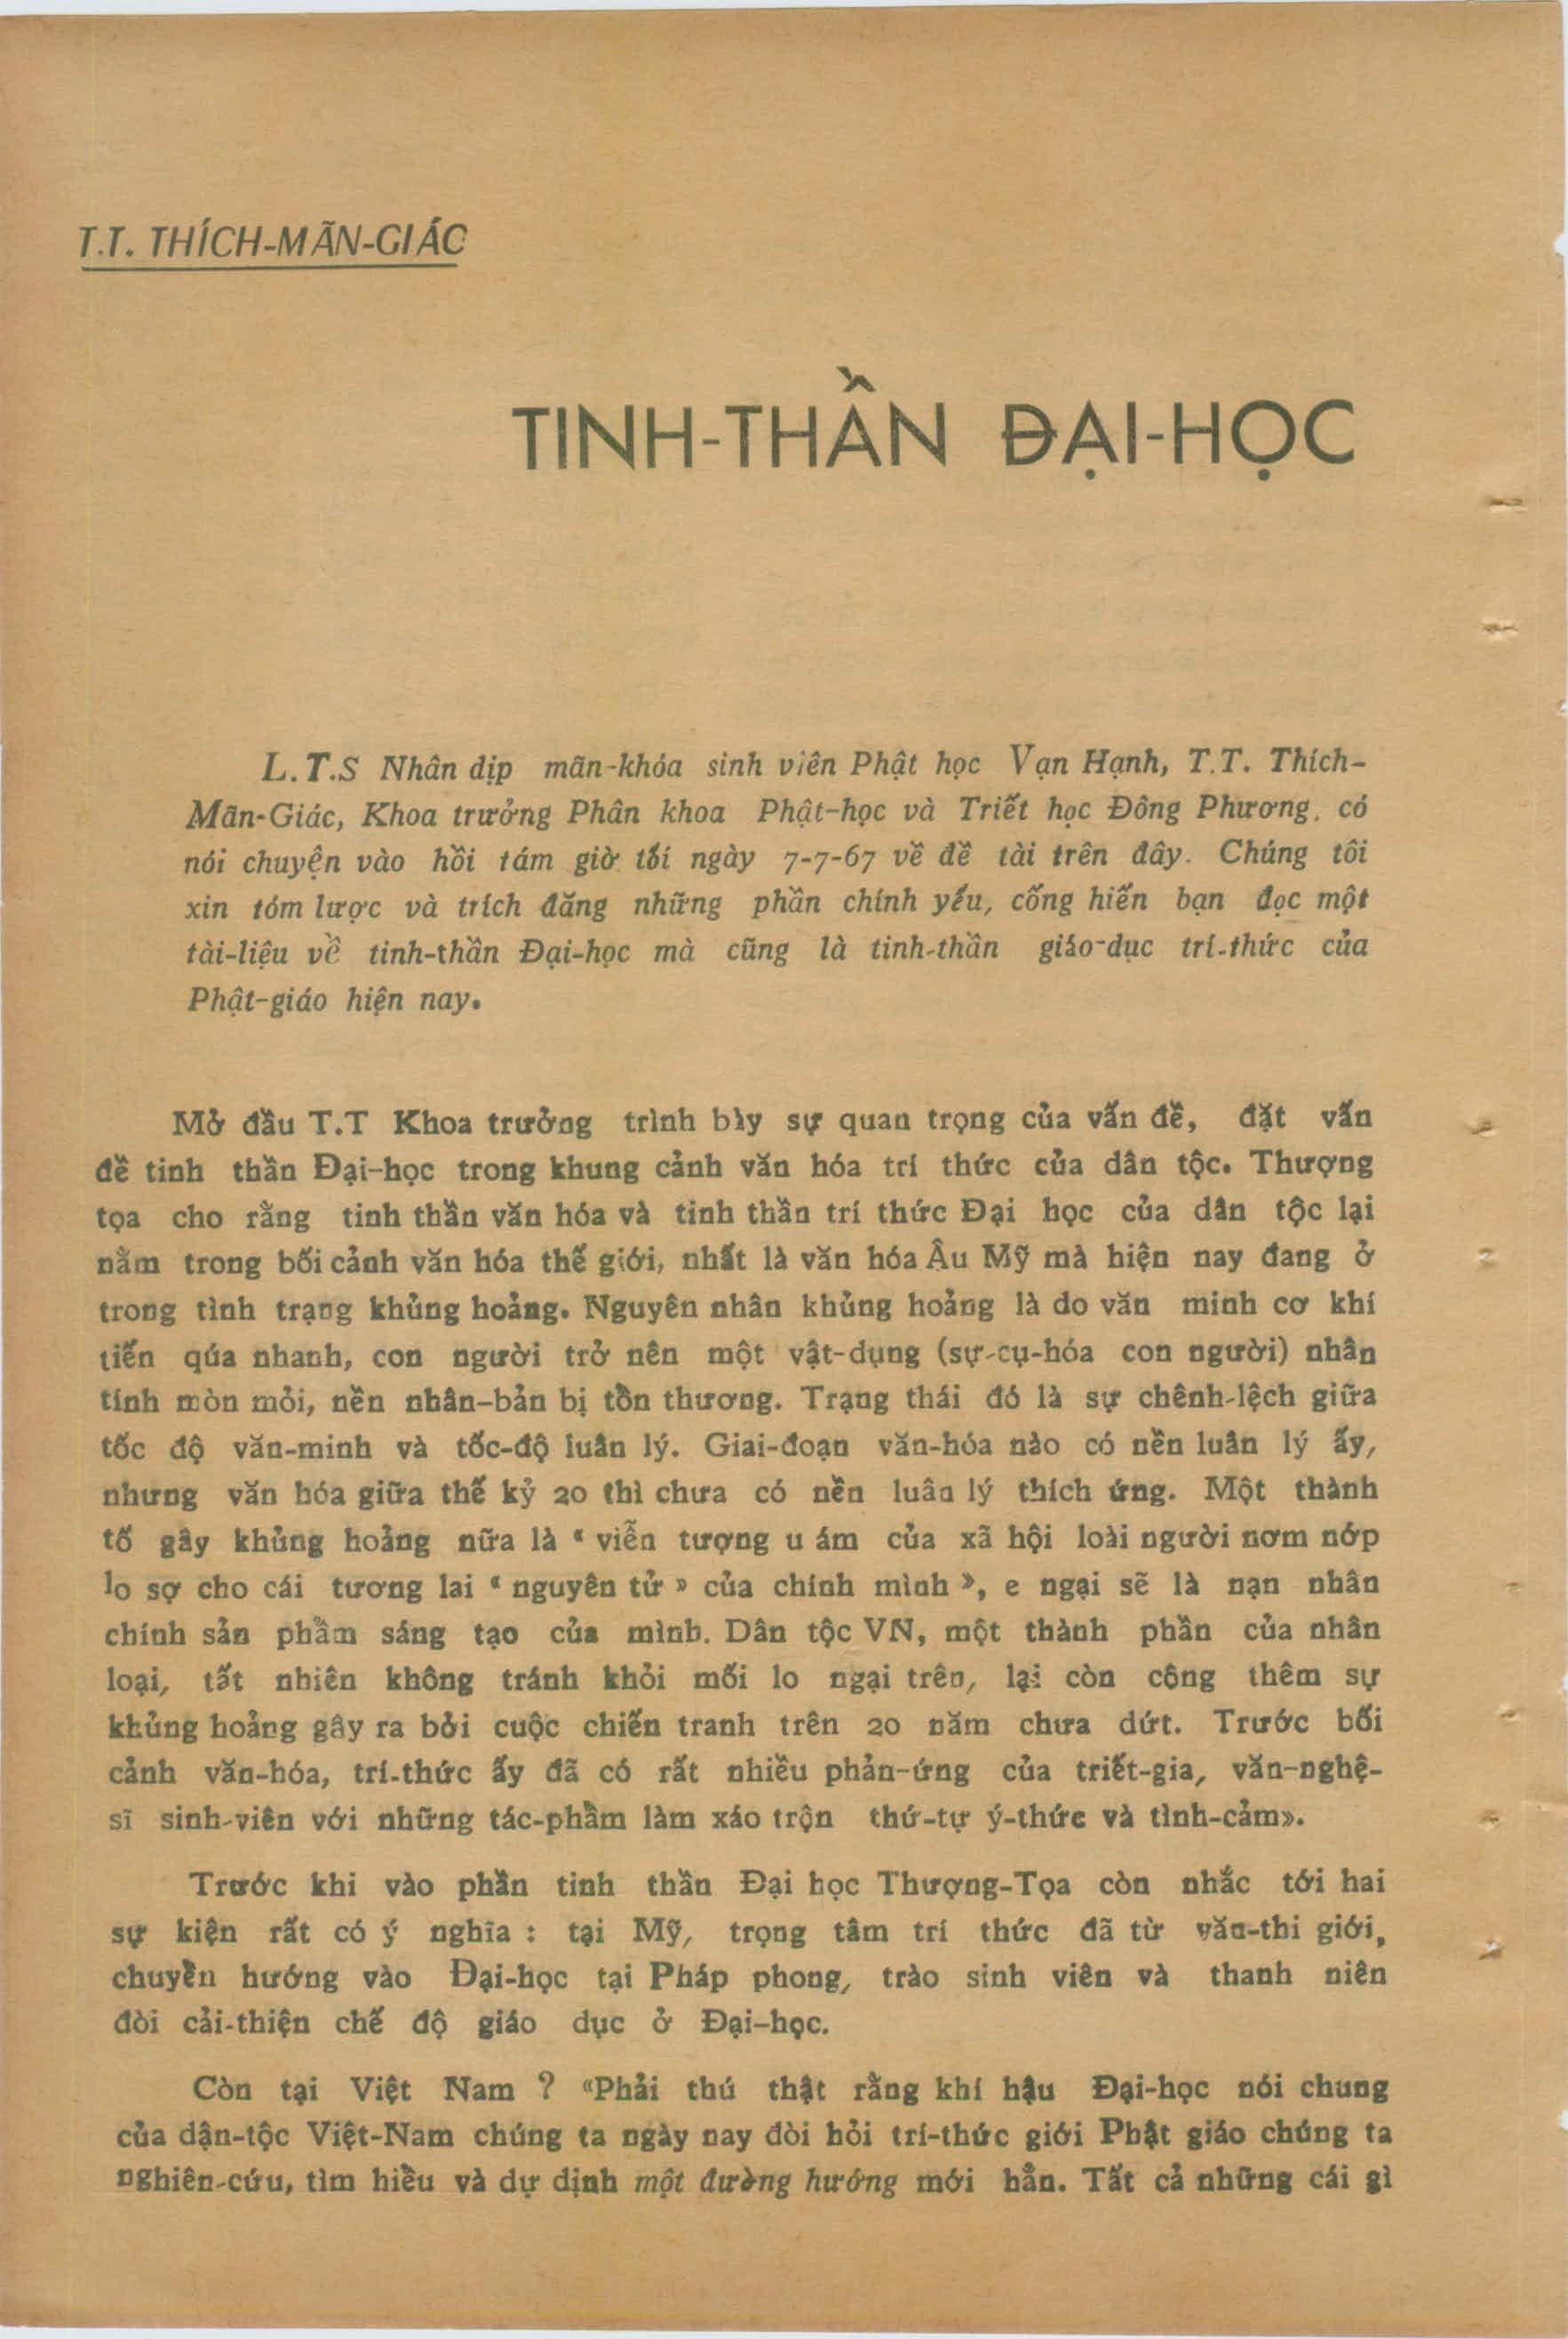 T.T. THÍCH-MÃN-GIÁC
TINH-THẦN ĐẠI-HỌC
L.T.S Nhân dịp mãn-khóa sinh viên Phật học Vạn Hạnh, T.T. Thích-
Mãn-Giác, Khoa trưởng Phân khoa Phật-học và Triết học Đông Phương, có
nói chuyện vào hồi tám giờ tối ngày 7-7-67 về đề tài trên đây. Chúng tôi
xin tóm lược và trích đăng những phần chính yếu, cống hiến bạn đọc một
tài-liệu về tinh-thần Đại-học mà cũng là tinh-thần giáo-dục trí-thức của
Phật-giáo hiện nay.
Mở đầu T.T Khoa trưởng trình bày sự quan trọng của vấn đề, đặt vấn
đề tinh thần Đại-học trong khung cảnh văn hóa trí thức của dân tộc. Thượng
tọa cho rằng tinh thần văn hóa và tinh thần trí thức Đại học của dân tộc lại
nằm trong bối cảnh văn hóa thế giới, nhất là văn hóa Âu Mỹ mà hiện nay đang ở
trong tình trạng khủng hoảng. Nguyên nhân khủng hoảng là do văn minh cơ khí
tiến qúa nhanh, con người trở nên một vật-dụng (sự-cụ-hóa con người) nhân
tính mòn mỏi, nền nhân-bản bị tổn thương. Trạng thái đó là sự chênh-lệch giữa
tốc độ văn-minh và tốc-độ luân lý. Giai-đoạn văn-hóa nào có nền luân lý ấy,
nhưng văn hóa giữa thế kỷ 20 thì chưa có nền luân lý thích ứng. Một thành
tố gây khủng hoảng nữa là « viễn tượng u ám của xã hội loài người nơm nớp
lo sợ cho cái tương lai « nguyên tử » của chính mình », e ngại sẽ là nạn nhân
chính sản phẩm sáng tạo của mình. Dân tộc VN, một thành phần của nhân
loại, tất nhiên không tránh khỏi mối lo ngại trên, lại còn cộng thêm sự
khủng hoảng gây ra bởi cuộc chiến tranh trên 20 năm chưa dứt. Trước bối
cảnh văn-hóa, trí-thức ấy đã có rất nhiều phản-ứng của triết-gia, văn-nghệ-
sĩ sinh-viên với những tác-phẩm làm xáo trộn thứ-tự ý-thức và tình-cảm».
Trước khi vào phần tinh thần Đại học Thượng-Tọa còn nhắc tới hai
sự kiện rất có ý nghĩa : tại Mỹ, trọng tâm trí thức đã từ văn-thi giới,
chuyển hướng vào Đại-học tại Pháp phong, trào sinh viên và thanh niên
đòi cải-thiện chế độ giáo dục ở Đại-học.
Còn tại Việt Nam ? «Phải thú thật rằng khí hậu Đại-học nói chung
của dận-tộc Việt-Nam chúng ta ngày nay đòi hỏi trí-thức giới Phật giáo chúng ta
nghiên-cứu, tìm hiểu và dự định một đường hướng mới hẳn. Tất cả những cái gì